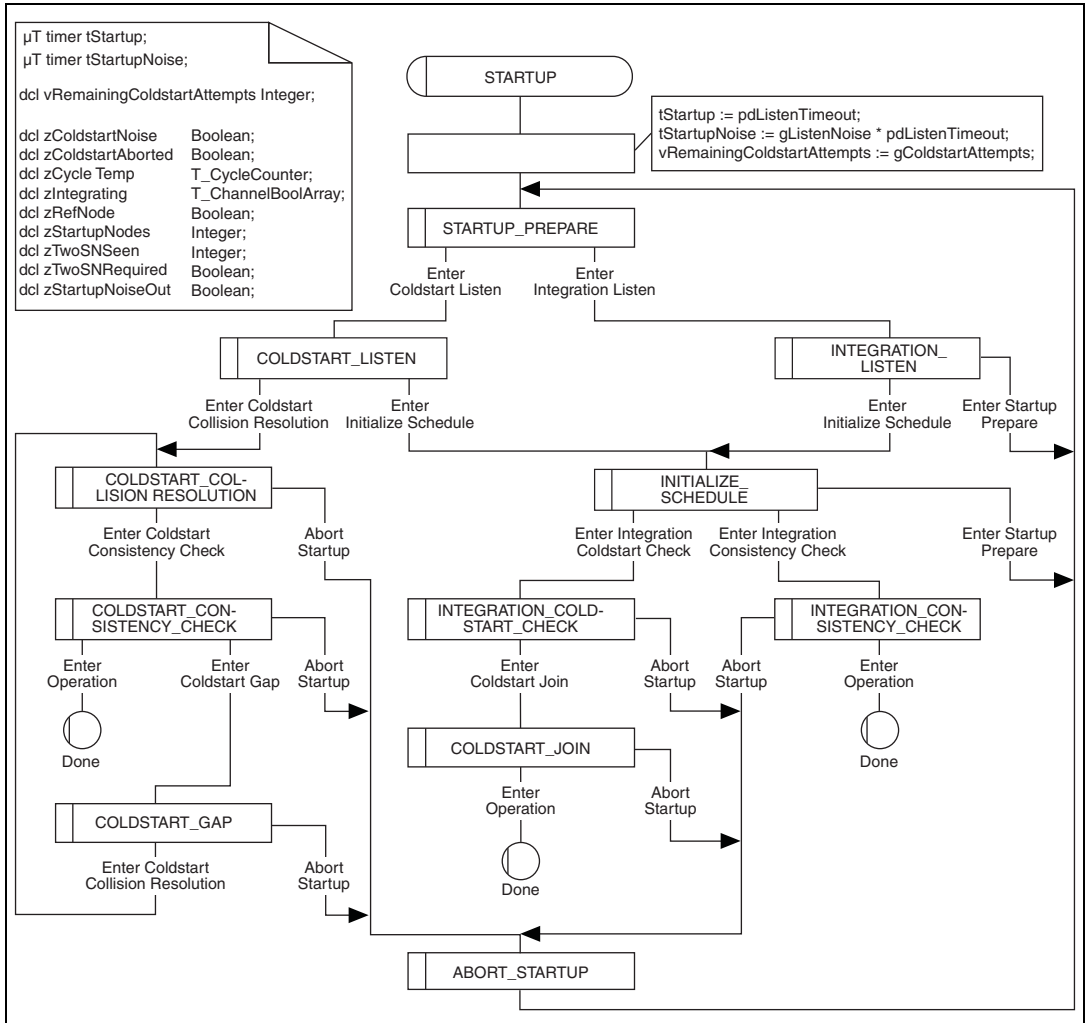 µT timer tStartup;
µT timer tStartupNoise;
dcl vRemainingColdstartAttempts Integer;
dcl zColdstartNoise Boolean;
dcl zColdstartAborted Boolean;
dcl zCycle Temp T_CycleCounter;
dcl zIntegrating T_ChannelBoolArray;
dcl zRefNode Boolean;
dcl zStartupNodes Integer;
dcl zTwoSNSeen Integer;
dcl zTwoSNRequired Boolean;
dcl zStartupNoiseOut Boolean;
STARTUP
tStartup := pdListenTimeout;
tStartupNoise := gListenNoise * pdListenTimeout;
vRemainingColdstartAttempts := gColdstartAttempts;
STARTUP_PREPARE
Enter
Coldstart Listen
Enter
Integration Listen
COLDSTART_LISTEN
INTEGRATION_
LISTEN
Enter Coldstart
Collision Resolution
Enter
Initialize Schedule
Enter
Initialize Schedule
Enter Startup
Prepare
COLDSTART_COL-
LISION RESOLUTION
INITIALIZE_
SCHEDULE
Enter Coldstart
Consistency Check
Abort
Startup
Enter Integration
Coldstart Check
Enter Integration
Consistency Check
Enter Startup
Prepare
COLDSTART_CON-
SISTENCY_CHECK
INTEGRATION_COLD-
START_CHECK
INTEGRATION_CON-
SISTENCY_CHECK
Enter
Operation
Enter
Coldstart Gap
Abort
Startup
Enter
Coldstart Join
Abort
Startup
Abort
Startup
Enter
Operation
Done
COLDSTART_JOIN
Done
Enter
Operation
Abort
Startup
COLDSTART_GAP
Enter Coldstart
Collision Resolution
Abort
Startup
Done
ABORT_STARTUP